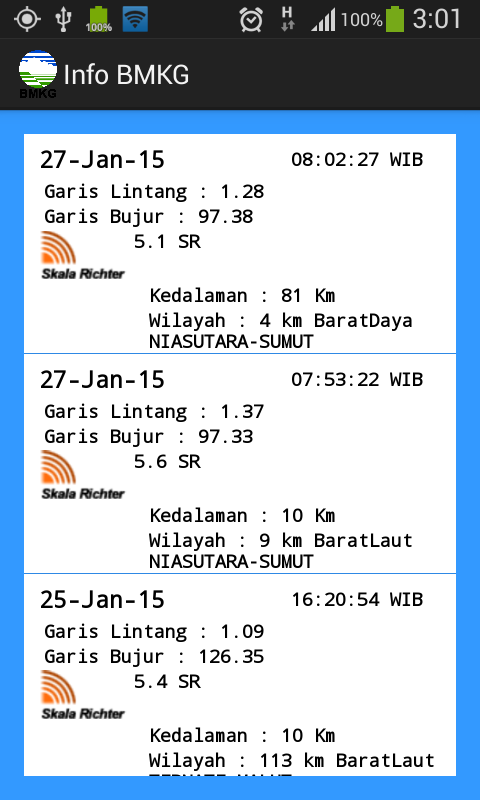 100%
H
100%
3:01
BMKG
Info BMKG
27-Jan-15 08:02:27 WIB
Garis Lintang : 1.28
Garis Bujur : 97.38
5.1 SR
Skala Richter
Kedalaman : 81 Km
Wilayah : 4 km BaratDaya
NIASUTARA-SUMUT
27-Jan-15 07:53:22 WIB
Garis Lintang : 1.37
Garis Bujur : 97.33
5.6 SR
Skala Richter
Kedalaman : 10 Km
Wilayah : 9 km BaratLaut
NIASUTARA-SUMUT
25-Jan-15 16:20:54 WIB
Garis Lintang : 1.09
Garis Bujur : 126.35
5.4 SR
Skala Richter
Kedalaman : 10 Km
Wilayah : 113 km BaratLaut